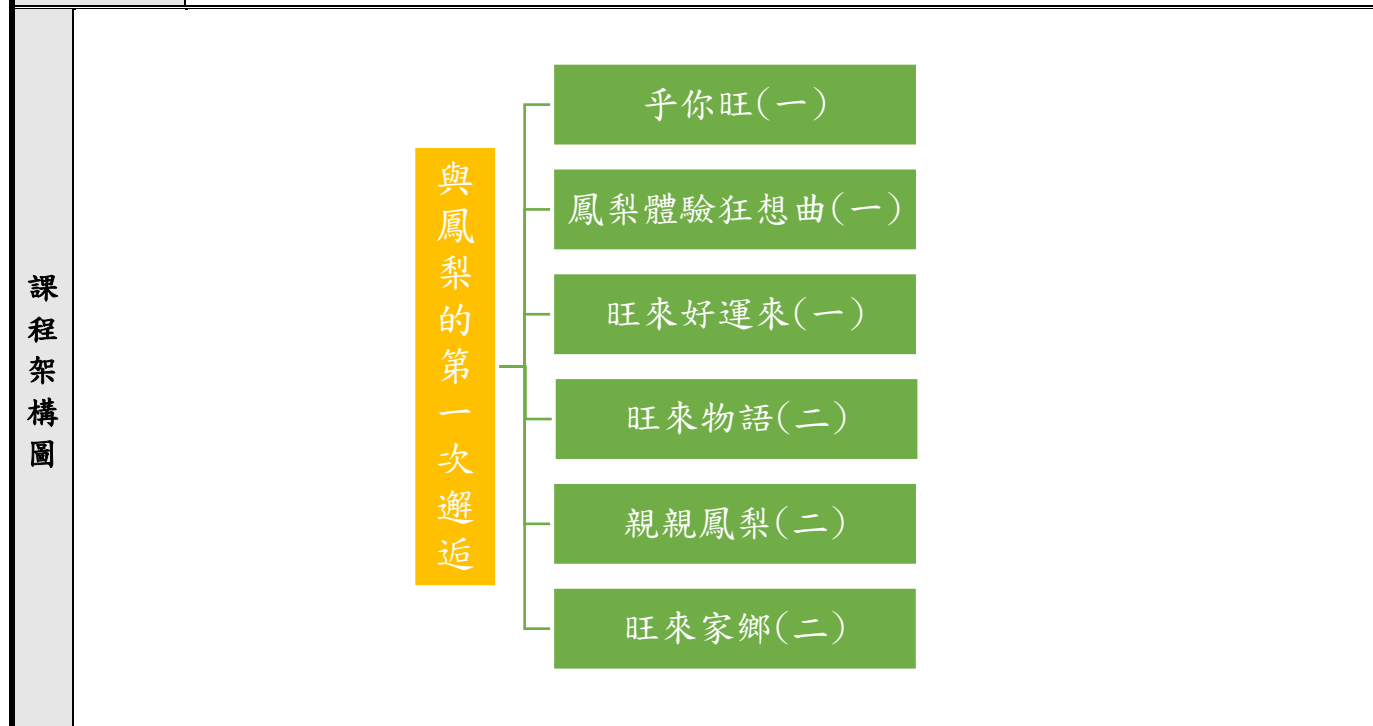 課程架構圖
與鳳梨的第一次邂逅
乎你旺(一)
鳳梨體驗狂想曲(一)
旺來好運來(一)
旺來物語(二)
親親鳳梨(二)
旺來家鄉(二)